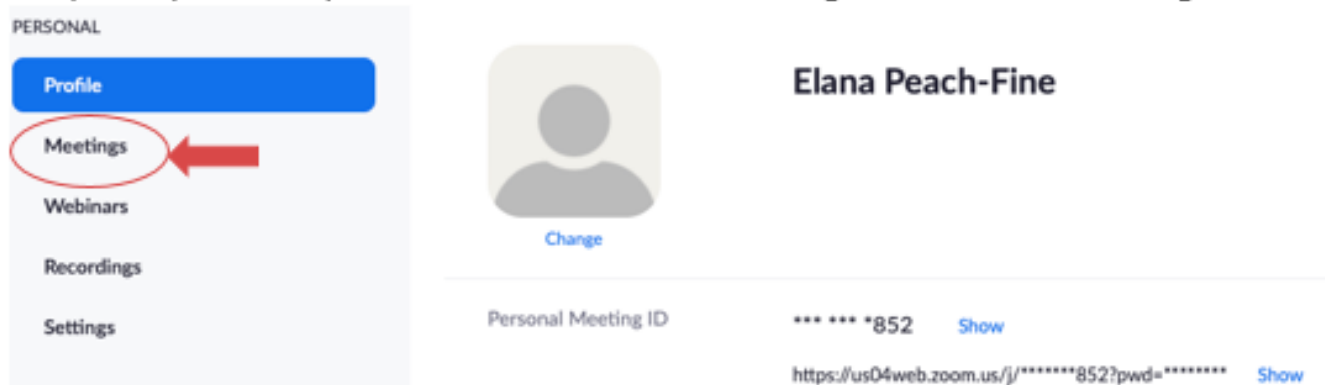 PERSONAL
Profile
Meetings
Webinars
Recordings
Settings
Elana Peach-Fine
Change
Personal Meeting ID
*** *** *852 Show
https://us04web.zoom.us/j/*******852?pwd=******** Show